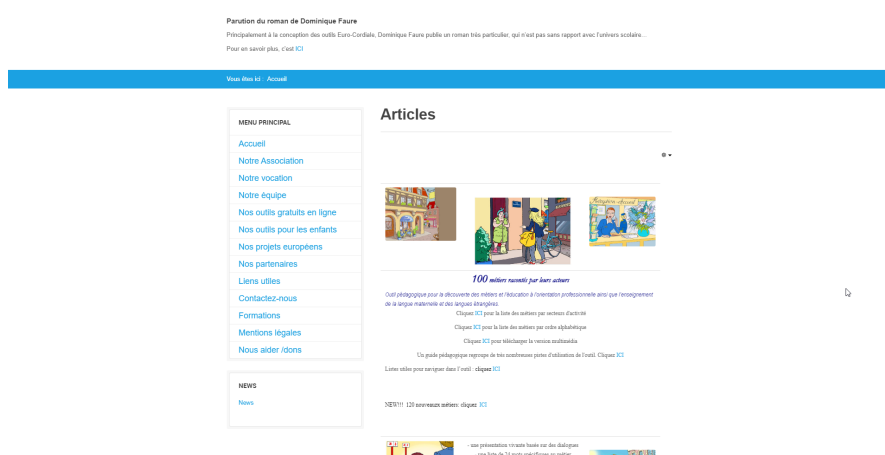 Parution du roman de Dominique Faure
Principalement à la conception des outils Euro-Cordiale, Dominique Faure publie un roman très particulier, qui n'est pas sans rapport avec l'univers scolaire...
Pour en savoir plus, c'est ICI
Vous êtes ici : Accueil
MENU PRINCIPAL
Accueil
Notre Association
Notre vocation
Notre équipe
Nos outils gratuits en ligne
Nos outils pour les enfants
Nos projets européens
Nos partenaires
Liens utiles
Contactez-nous
Formations
Mentions légales
Nous aider /dons
NEWS
News
Articles
100 métiers racontés par leurs acteurs
Outil pédagogique pour la découverte des métiers et l'éducation à l'orientation professionnelle ainsi que l'enseignement
de la langue maternelle et des langues étrangères.
Cliquez ICI pour la liste des métiers par secteurs d'activité
Cliquez ICI pour la liste des métiers par ordre alphabétique
Cliquez ICI pour télécharger la version multimédia
Un guide pédagogique regroupe de très nombreuses pistes d'utilisation de l'outil. Cliquez ICI
Listes utiles pour naviguer dans l'outil : cliquez ICI
NEW!!! 120 nouveaux métiers: cliquez ICI
- une présentation vivante basée sur des dialogues
- une liste de 24 mots spécifiques au métier